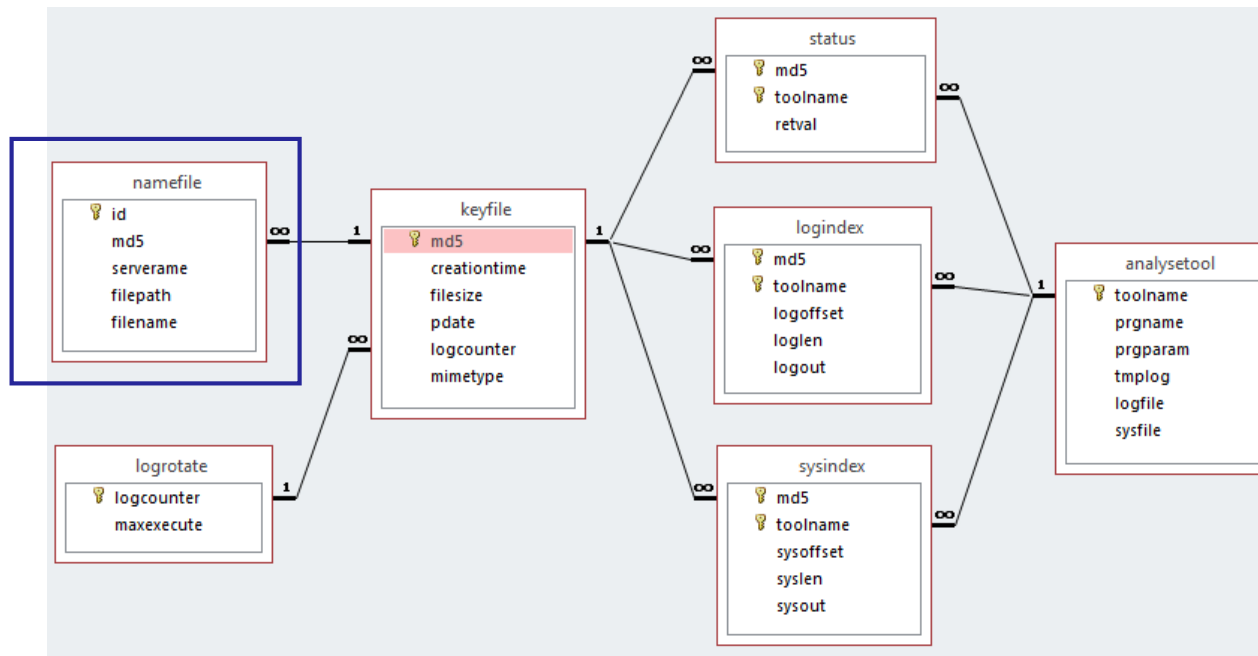 namefile
id
md5
serverame
filepath
filename
∞
1
logrotate
logcounter
maxexecute
1
∞
keyfile
md5
creationtime
filesize
pdate
logcounter
mimetype
1
∞
status
md5
toolname
retval
∞
∞
logindex
md5
toolname
logoffset
loglen
logout
∞
∞
sysindex
md5
toolname
sysoffset
syslen
sysout
∞
1
analysetool
toolname
prgname
prgparam
tmplog
logfile
sysfile